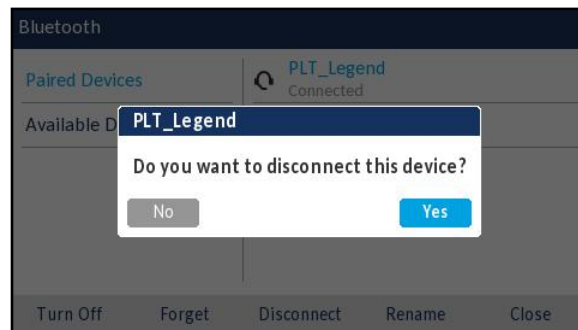 Bluetooth
Paired Devices
PLT_Legend
Connected
Available D
PLT_Legend
Do you want to disconnect this device?
No
Yes
Turn Off
Forget
Disconnect
Rename
Close